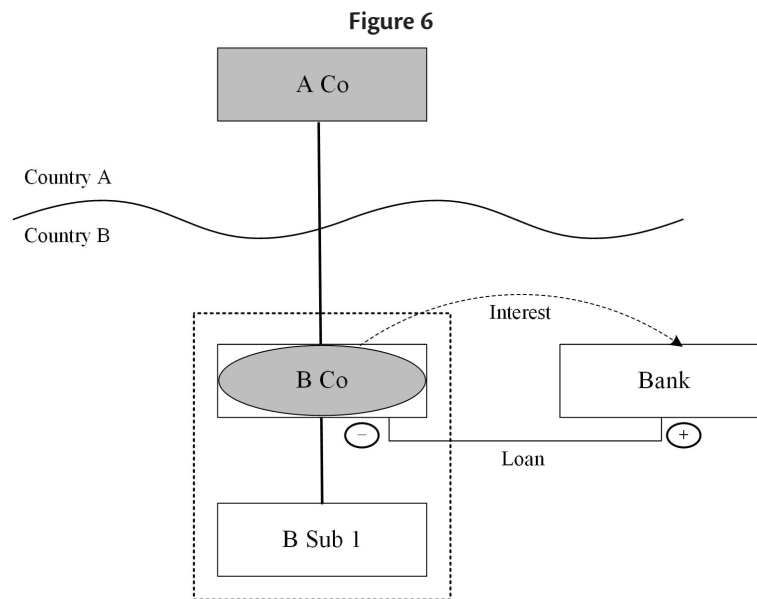 Figure 6
A Co
Country A
Country B
Interest
B Co
Bank
−
+
Loan
B Sub 1